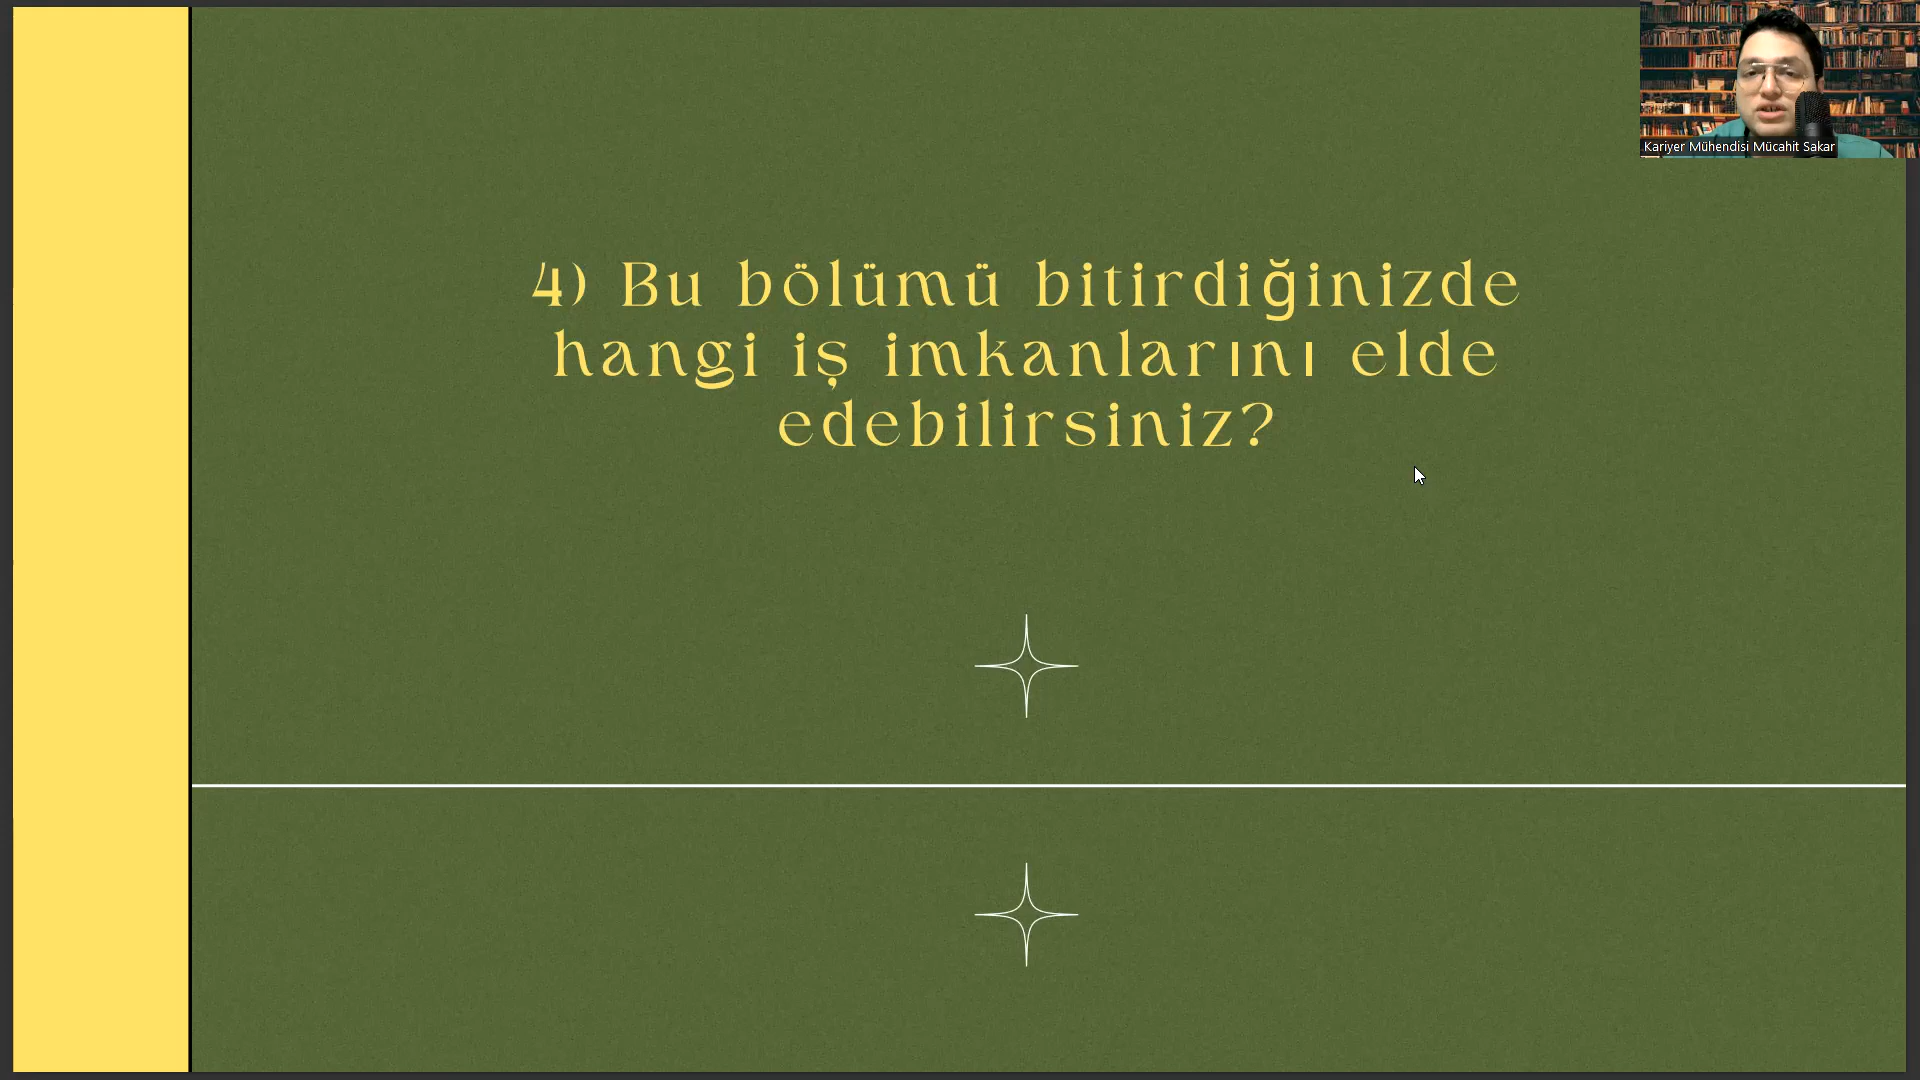 Kariyer Mühendisi Mücahit Sakar
4) Bu bölümü bitirdiğinizde
hangi iş imkanlarını elde
edebilirsiniz?